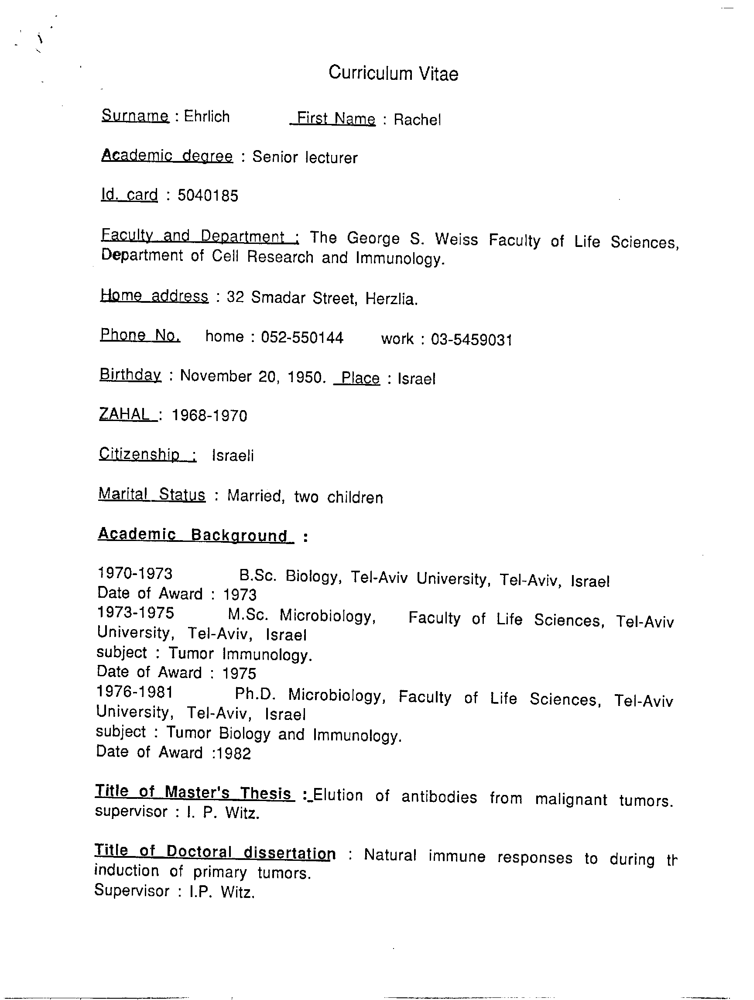 Curriculum Vitae
Surname : Ehrlich First Name : Rachel
Academic degree : Senior lecturer
Id. card : 5040185
Faculty and Department : The George S. Weiss Faculty of Life Sciences,
Department of Cell Research and Immunology.
Home address : 32 Smadar Street, Herzlia.
Phone No. home : 052-550144 work : 03-5459031
Birthday : November 20, 1950. Place : Israel
ZAHAL : 1968-1970
Citizenship : Israeli
Marital Status : Married, two children
Academic Background :
1970-1973 B.Sc. Biology, Tel-Aviv University, Tel-Aviv, Israel
Date of Award : 1973
1973-1975 M.Sc. Microbiology, Faculty of Life Sciences, Tel-Aviv
University, Tel-Aviv, Israel
subject : Tumor Immunology.
Date of Award : 1975
1976-1981 Ph.D. Microbiology, Faculty of Life Sciences, Tel-Aviv
University, Tel-Aviv, Israel
subject : Tumor Biology and Immunology.
Date of Award :1982
Title of Master's Thesis : Elution of antibodies from malignant tumors.
supervisor : I. P. Witz.
Title of Doctoral dissertation : Natural immune responses to during
induction of primary tumors.
Supervisor : I.P. Witz.